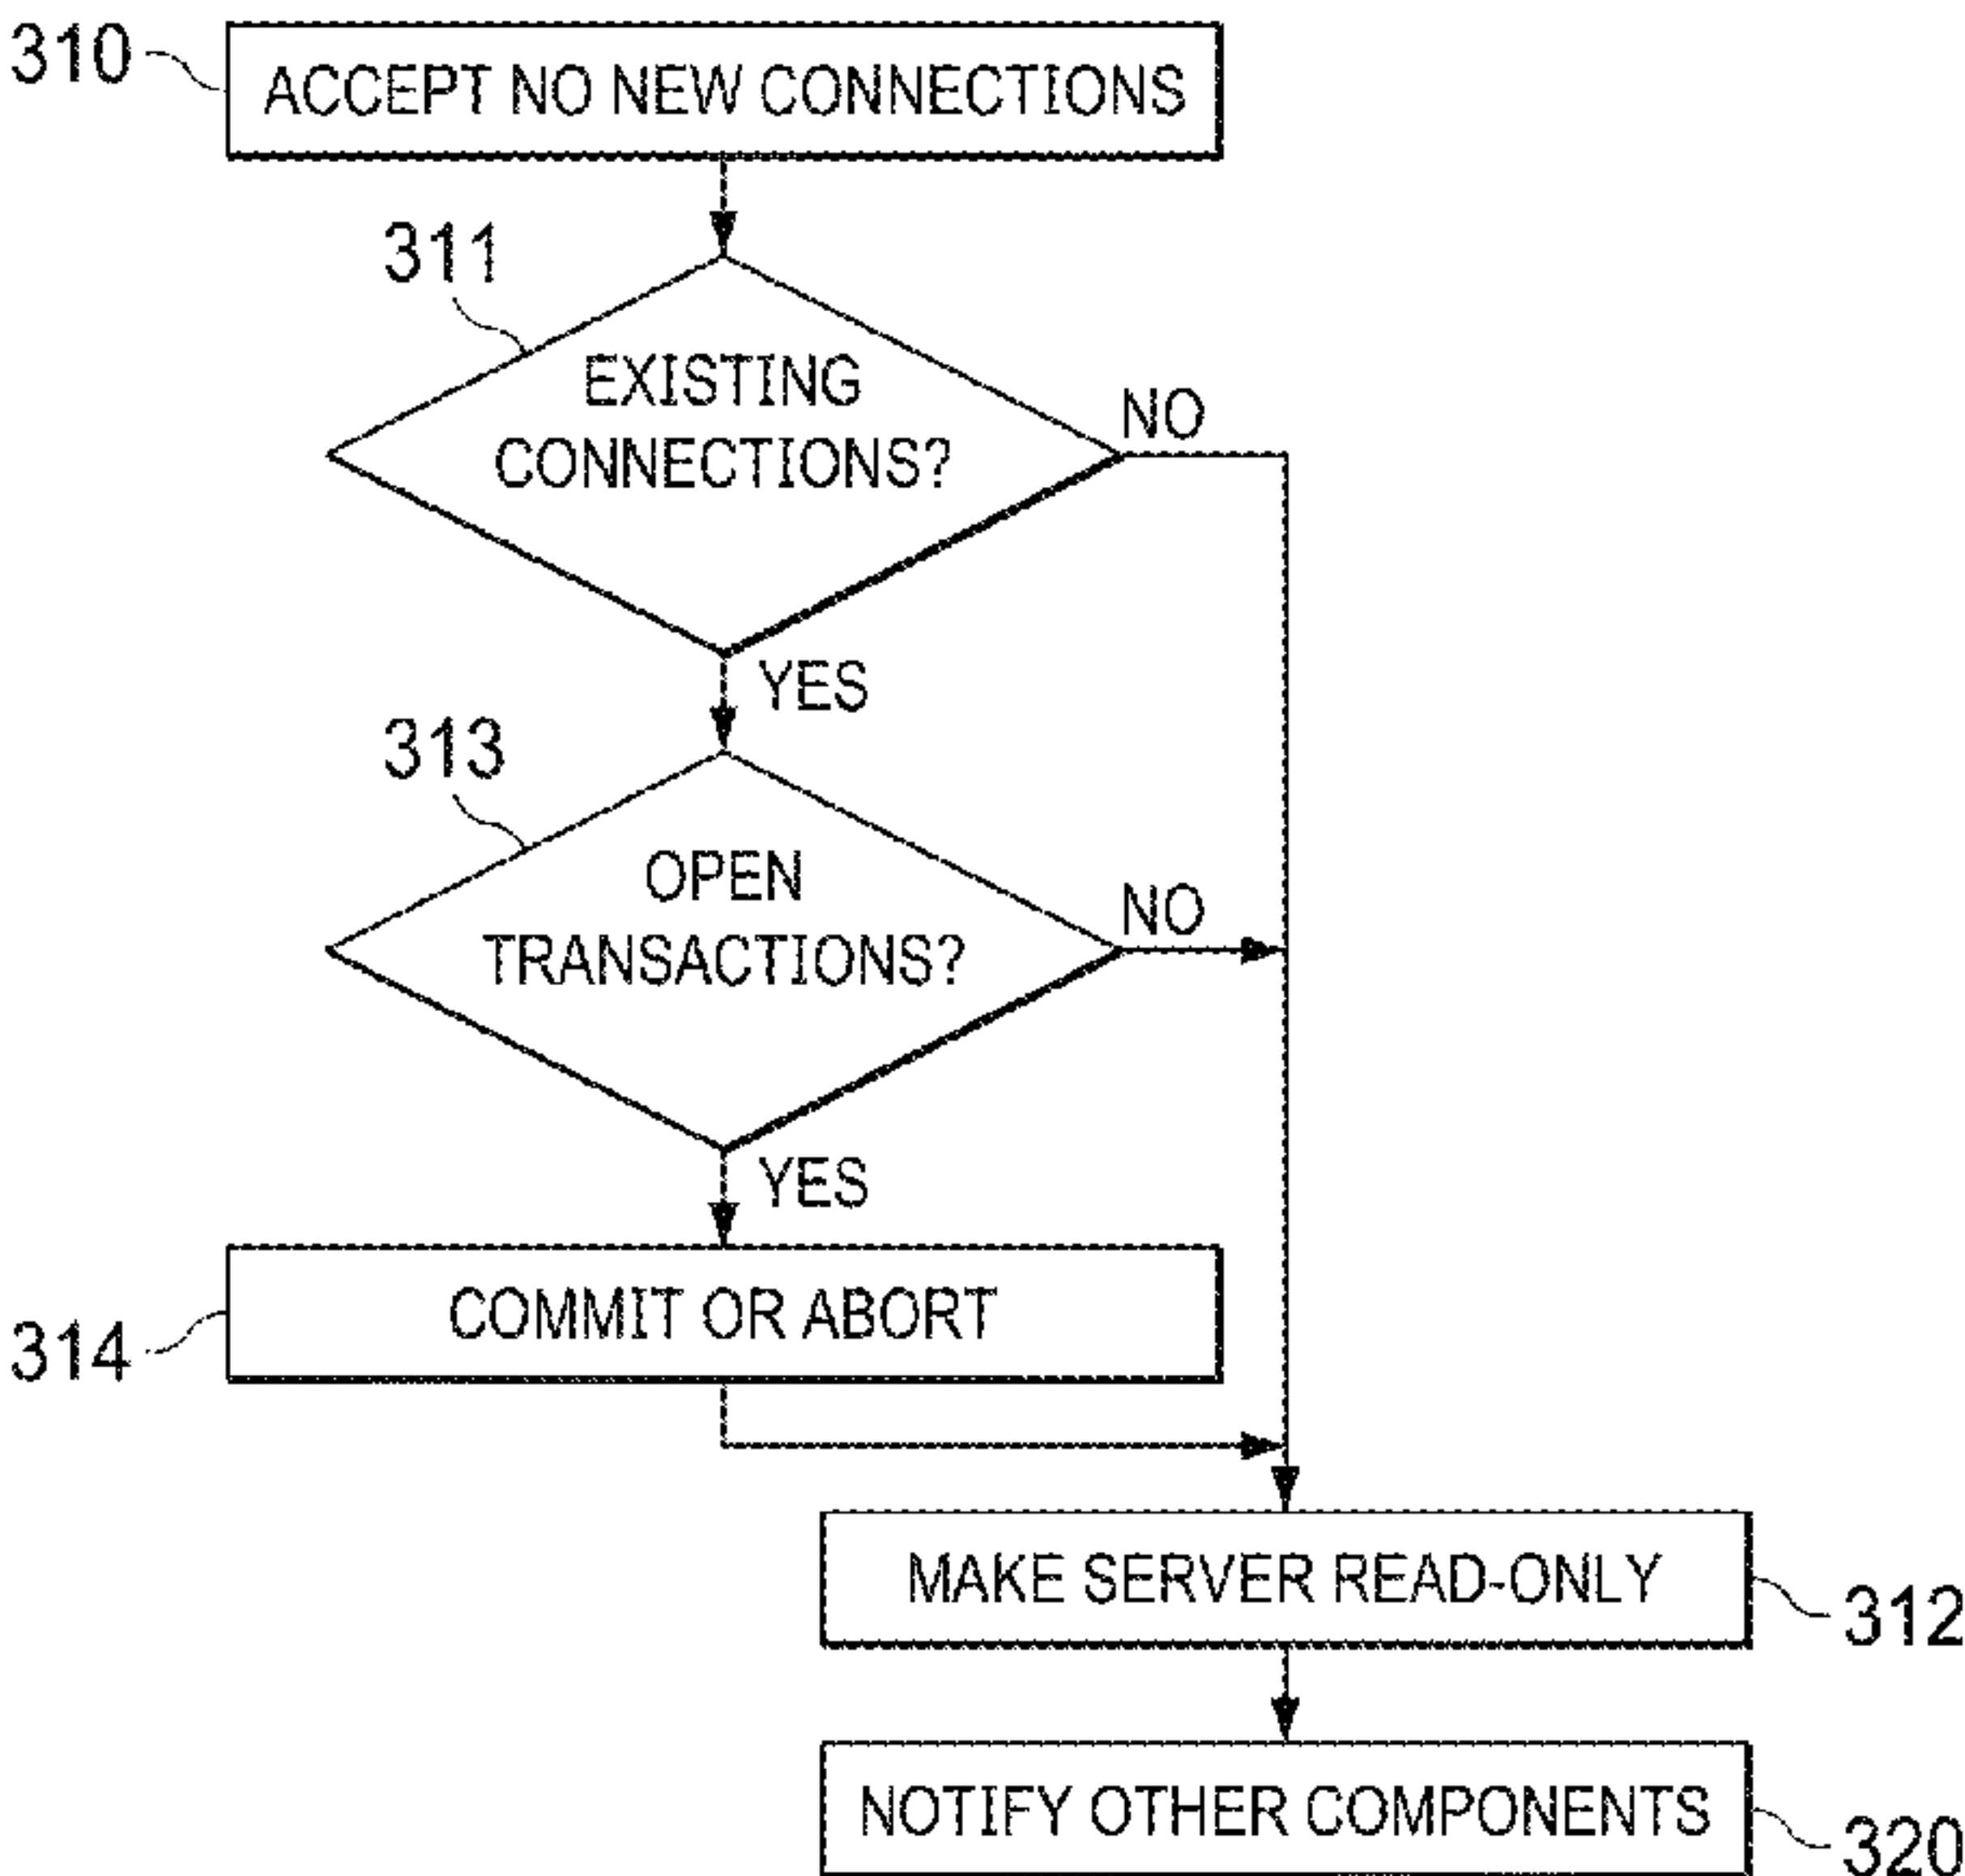 310
ACCEPT NO NEW CONNECTIONS
311
EXISTING
CONNECTIONS?
NO
YES
313
OPEN
TRANSACTIONS?
NO
YES
314
COMMIT OR ABORT
MAKE SERVER READ-ONLY
312
NOTIFY OTHER COMPONENTS
320